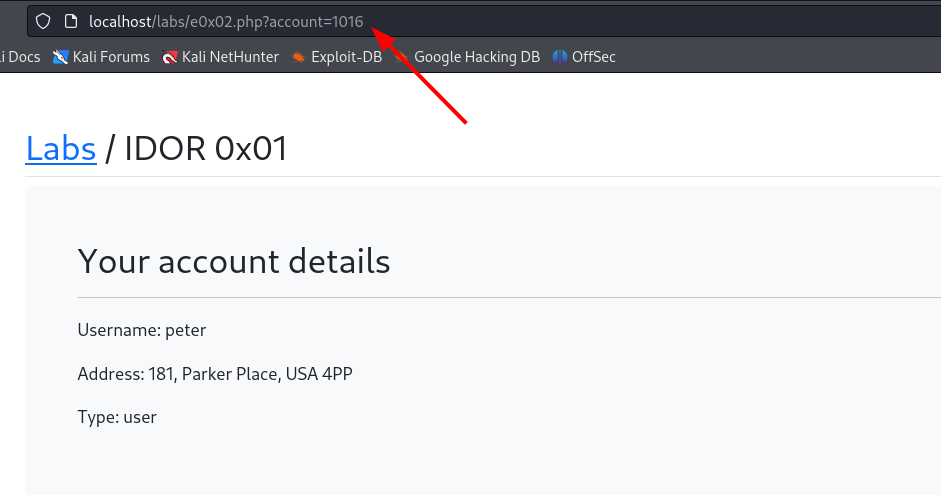 localhost/labs/e0x02.php?account=1016
li Docs Kali Forums Kali NetHunter Exploit-DB Google Hacking DB OffSec
Labs / IDOR 0x01
Your account details
Username: peter
Address: 181, Parker Place, USA 4PP
Type: user